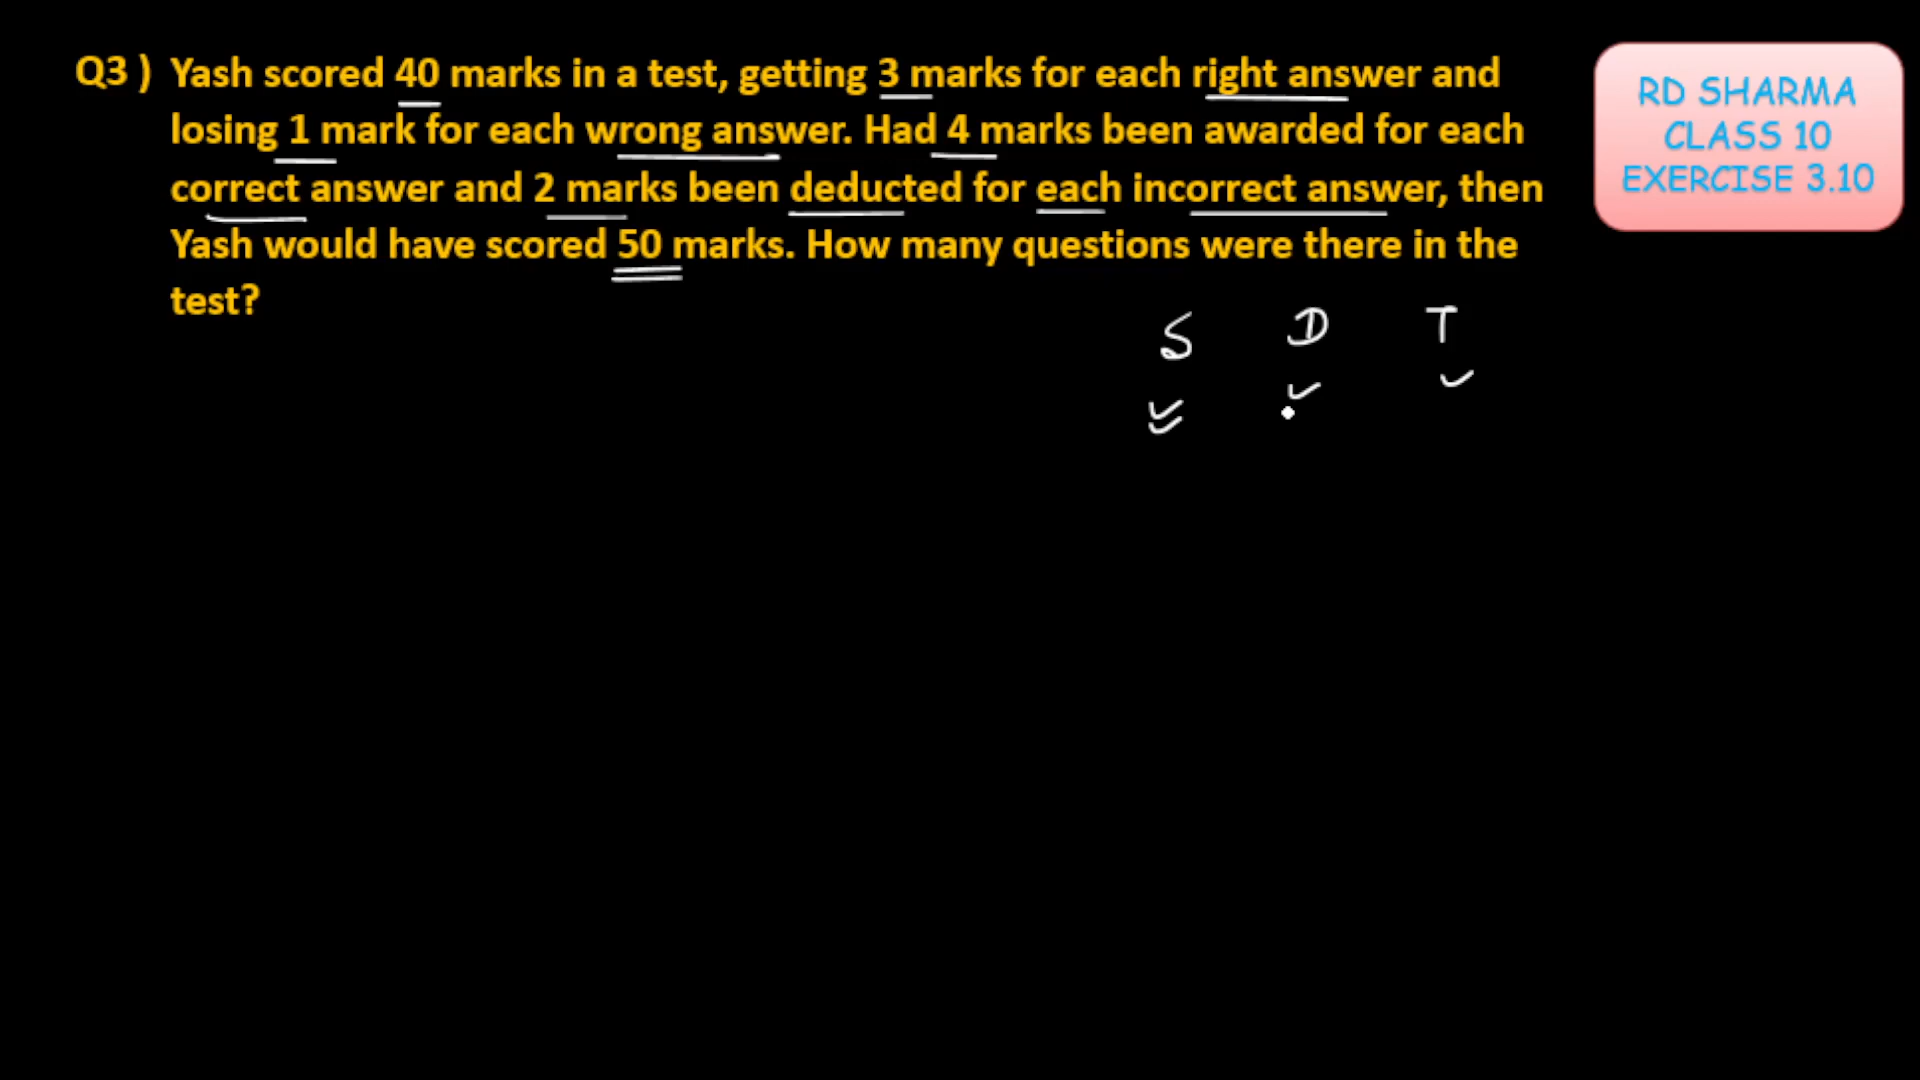 Q3 ) Yash scored 40 marks in a test, getting 3 marks for each right answer and
losing 1 mark for each wrong answer. Had 4 marks been awarded for each
correct answer and 2 marks been deducted for each incorrect answer, then
Yash would have scored 50 marks. How many questions were there in the
test?
RD SHARMA
CLASS 10
EXERCISE 3.10
S D T